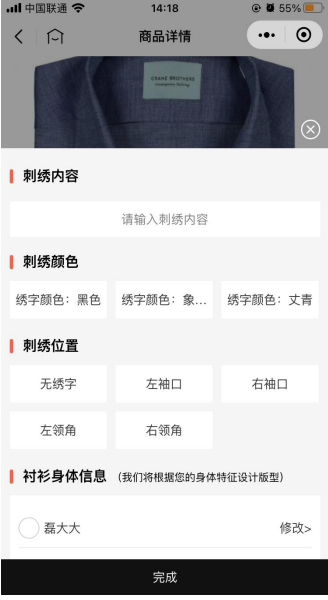 中国联通 14:18 55%
商品详情
CRANE BROTHERS
刺绣内容
请输入刺绣内容
刺绣颜色
绣字颜色：黑色 绣字颜色：象... 绣字颜色：丈青
刺绣位置
无绣字 左袖口 右袖口
左领角 右领角
衬衫身体信息 （我们将根据您的身体特征设计版型）
磊大大 修改>
完成